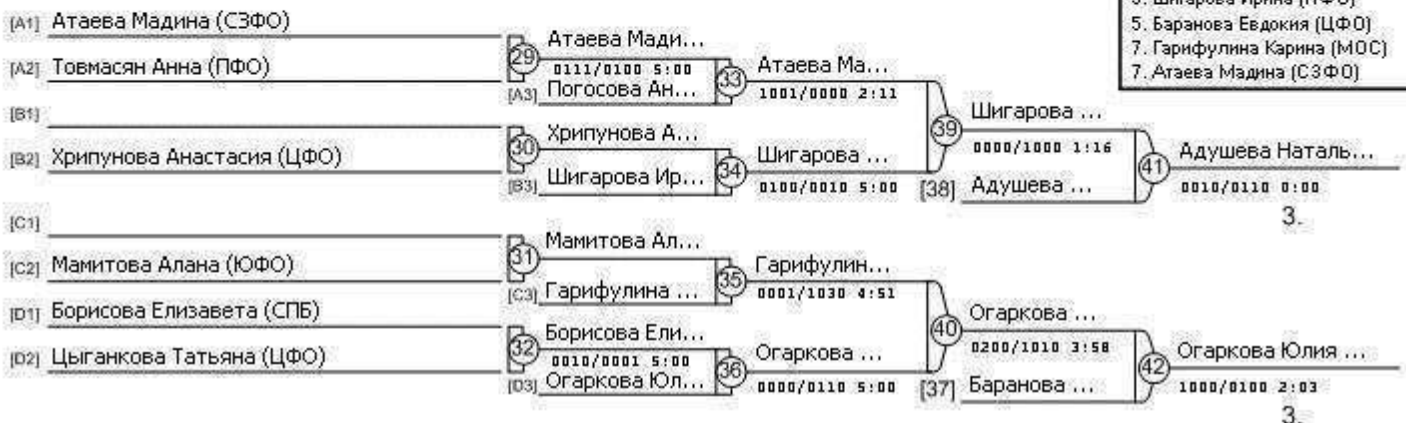 5. Шигарова Ирина (ПФО)
5. Баранова Евдокия (ЦФО)
7. Гарифулина Карина (МОС)
7. Атаева Мадина (СЗФО)
[A1] Атаева Мадина (СЗФО)
[A2] Товмасян Анна (ПФО)
29
Атаева Мади...
0111/0100 5:00
[A3] Погосова Ан...
33
Атаева Ма...
1001/0000 2:11
[B1]
[B2] Хрипунова Анастасия (ЦФО)
30
Хрипунова А...
[B3] Шигарова Ир...
34
Шигарова ...
0100/0010 5:00
39
Шигарова ...
0000/1000 1:16
[38] Адушева ...
41
Адушева Наталь...
0010/0110 0:00
3.
[C1]
[C2] Мамитова Алана (ЮФО)
31
Мамитова Ал...
[C3] Гарифулина ...
35
Гарифулин...
0001/1030 4:51
[D1] Борисова Елизавета (СПБ)
[D2] Цыганкова Татьяна (ЦФО)
32
Борисова Ели...
0010/0001 5:00
[D3] Огаркова Юл...
36
Огаркова ...
0000/0110 5:00
40
Огаркова ...
0200/1010 3:58
[37] Баранова ...
42
Огаркова Юлия ...
1000/0100 2:03
3.